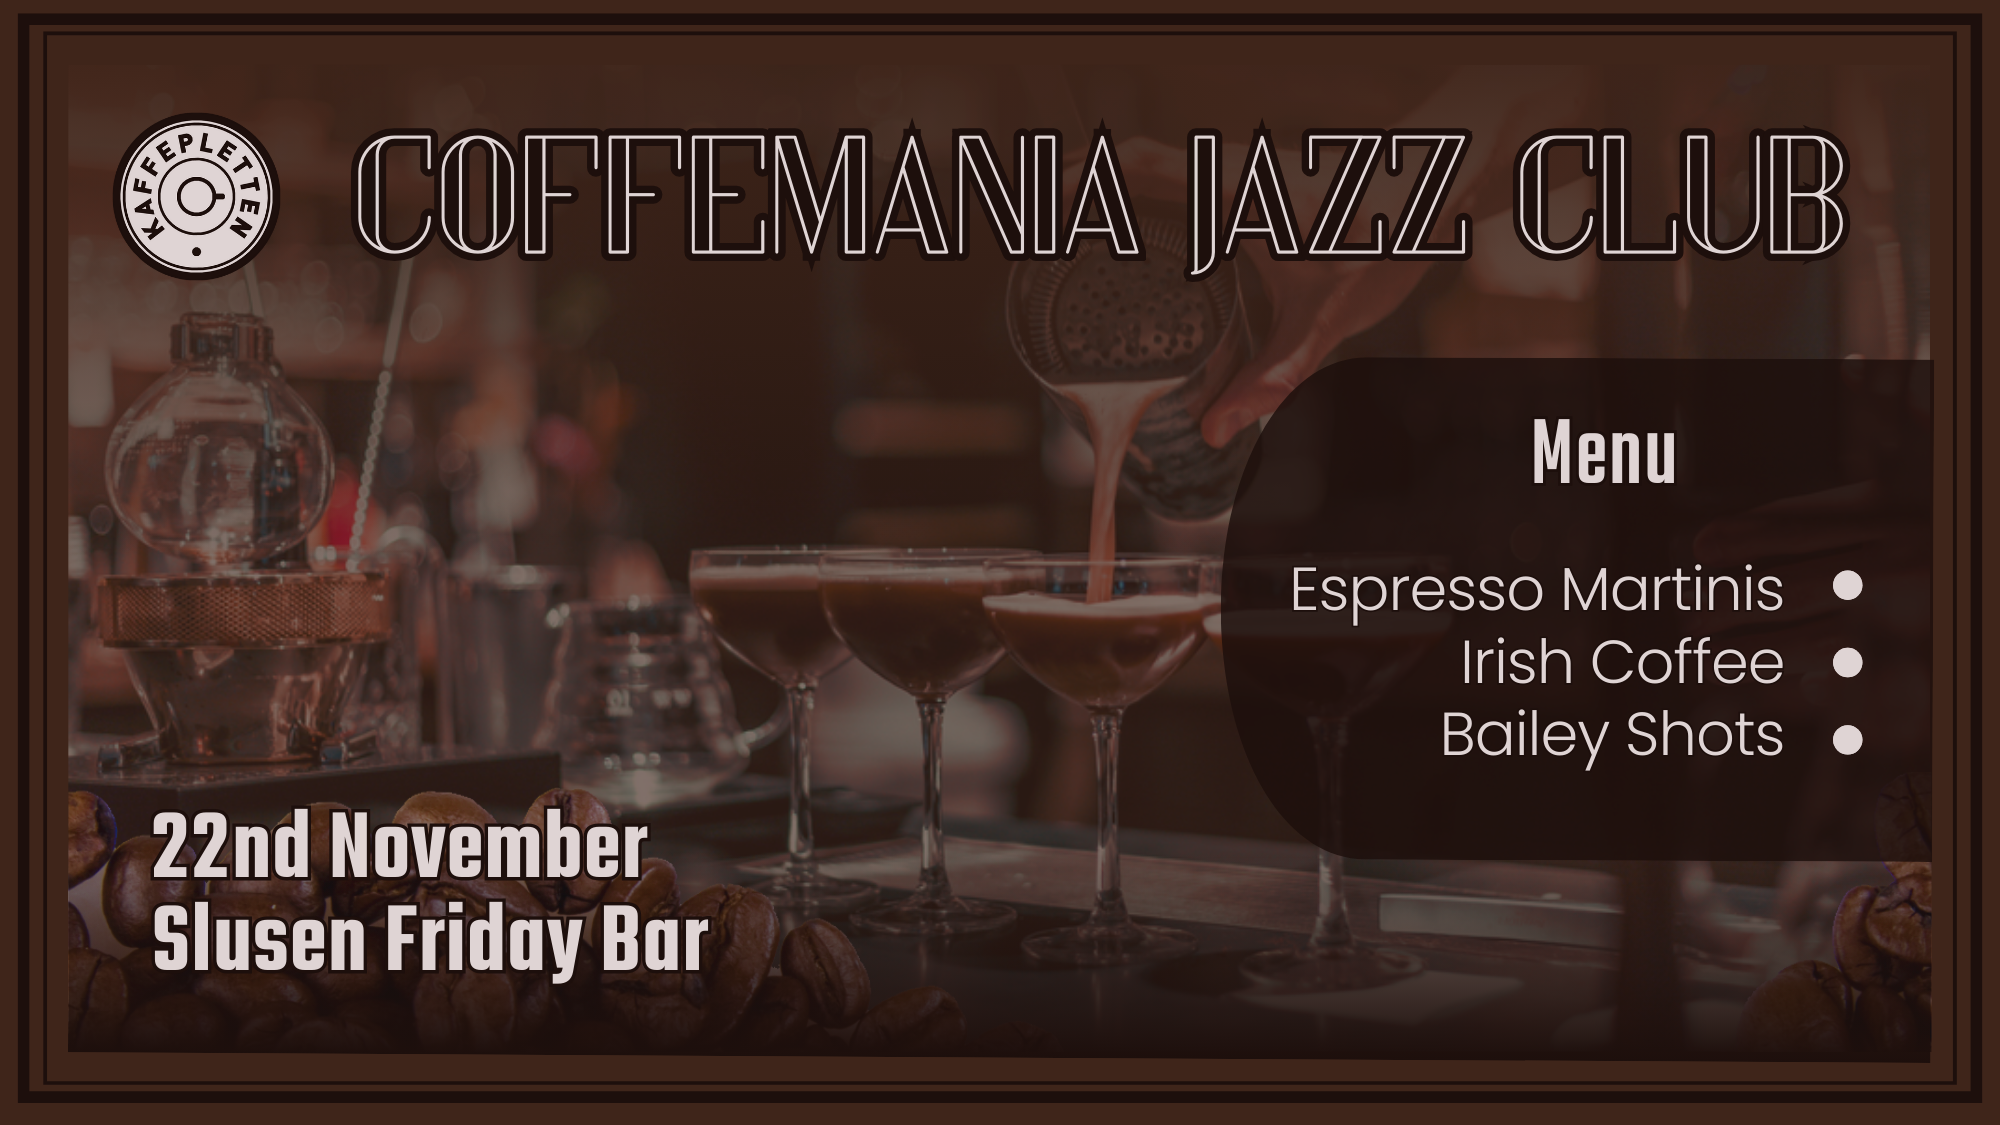 KAFFEPLETTEN
COFFEMANIA JAZZ CLUB
Menu
Espresso Martinis
Irish Coffee
Bailey Shots
22nd November
Slusen Friday Bar